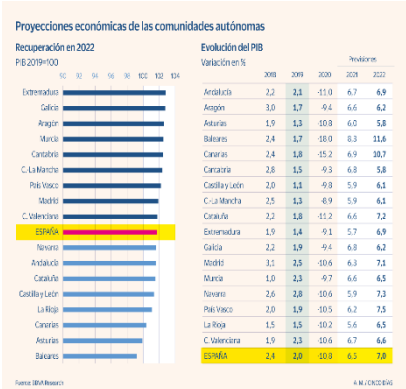 Proyecciones económicas de las comunidades autónomas
Recuperación en 2022
PIB 2019=100
90 92 94 96 98 100 102 104
Extremadura
Galicia
Aragón
Murcia
Cantabria
C.-La Mancha
País Vasco
Madrid
C. Valenciana
ESPAÑA
Navarra
Andalucía
Cataluña
Castilla y León
La Rioja
Canarias
Asturias
Baleares
Evolución del PIB
Variación en %
Previsiones
2018 2019 2020 2021 2022
Andalucía 2,2 2,1 -11,0 6,7 6,9
Aragón 3,0 1,7 -9,4 6,6 6,2
Asturias 1,9 1,3 -10,8 6,0 5,8
Baleares 2,4 1,7 -18,0 8,3 11,6
Canarias 2,4 1,8 -15,2 6,9 10,7
Cantabria 2,8 1,5 -9,3 6,8 5,8
Castilla y León 2,0 1,1 -9,8 5,9 6,1
C.-La Mancha 2,5 1,3 -8,9 5,9 6,1
Cataluña 2,2 1,8 -11,2 6,6 7,2
Extremadura 1,9 1,4 -9,1 5,7 6,9
Galicia 2,2 1,9 -9,4 6,8 6,2
Madrid 3,1 2,5 -10,6 6,3 7,1
Murcia 1,0 2,3 -9,7 6,6 6,5
Navarra 2,6 2,8 -10,6 5,9 7,3
País Vasco 2,0 1,9 -10,5 6,2 7,5
La Rioja 1,5 1,5 -10,2 5,6 6,5
C. Valenciana 1,9 2,3 -10,6 6,7 6,6
ESPAÑA 2,4 2,0 -10,8 6,5 7,0
Fuente: BBVA Research
A. M. / CINCO DÍAS